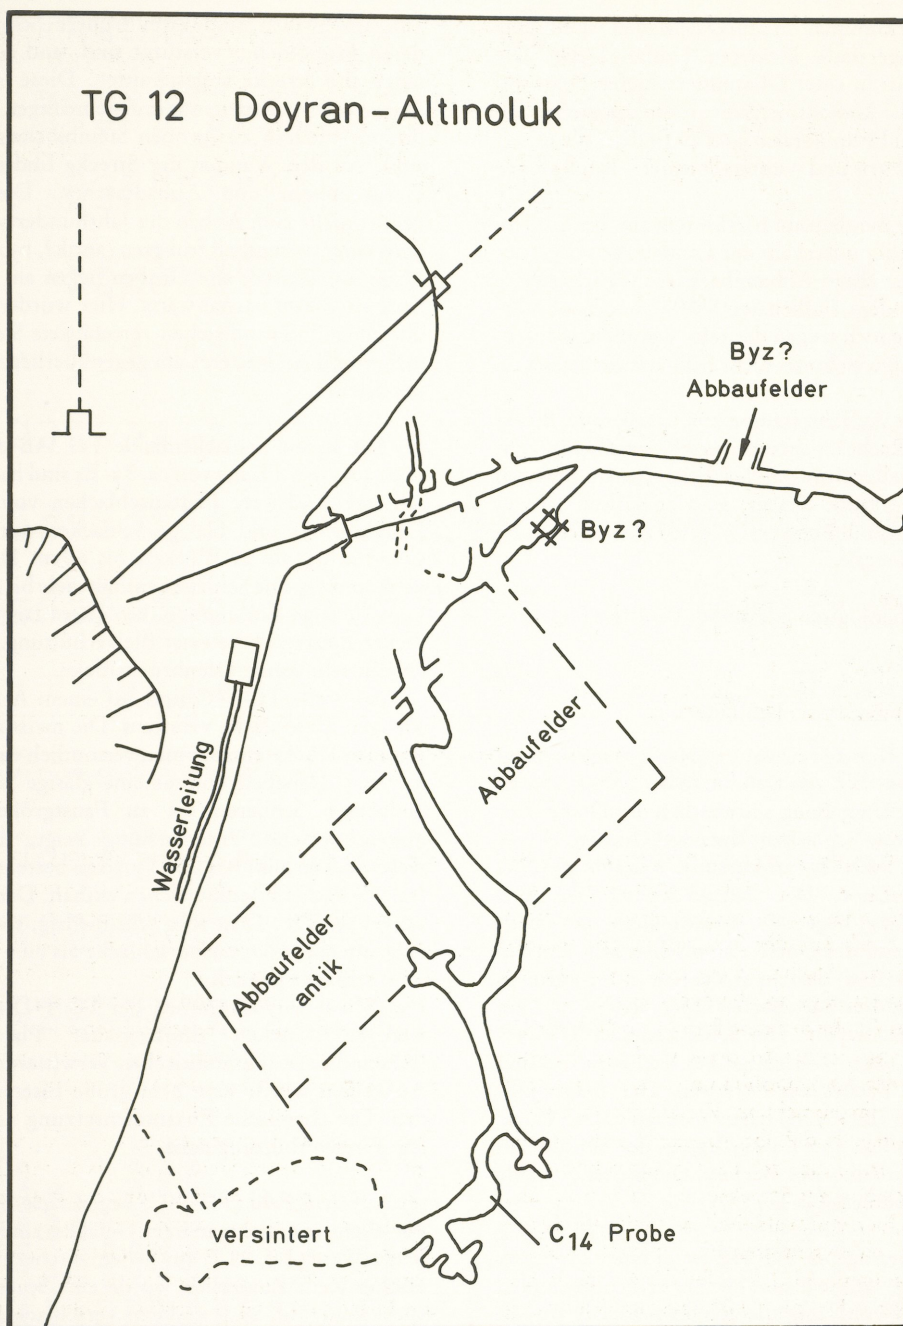 TG 12 Doyran – Altınoluk
Byz?
Abbaufelder
Byz?
Abbaufelder
Wasserleitung
Abbaufelder
antik
versintert
C₁₄ Probe